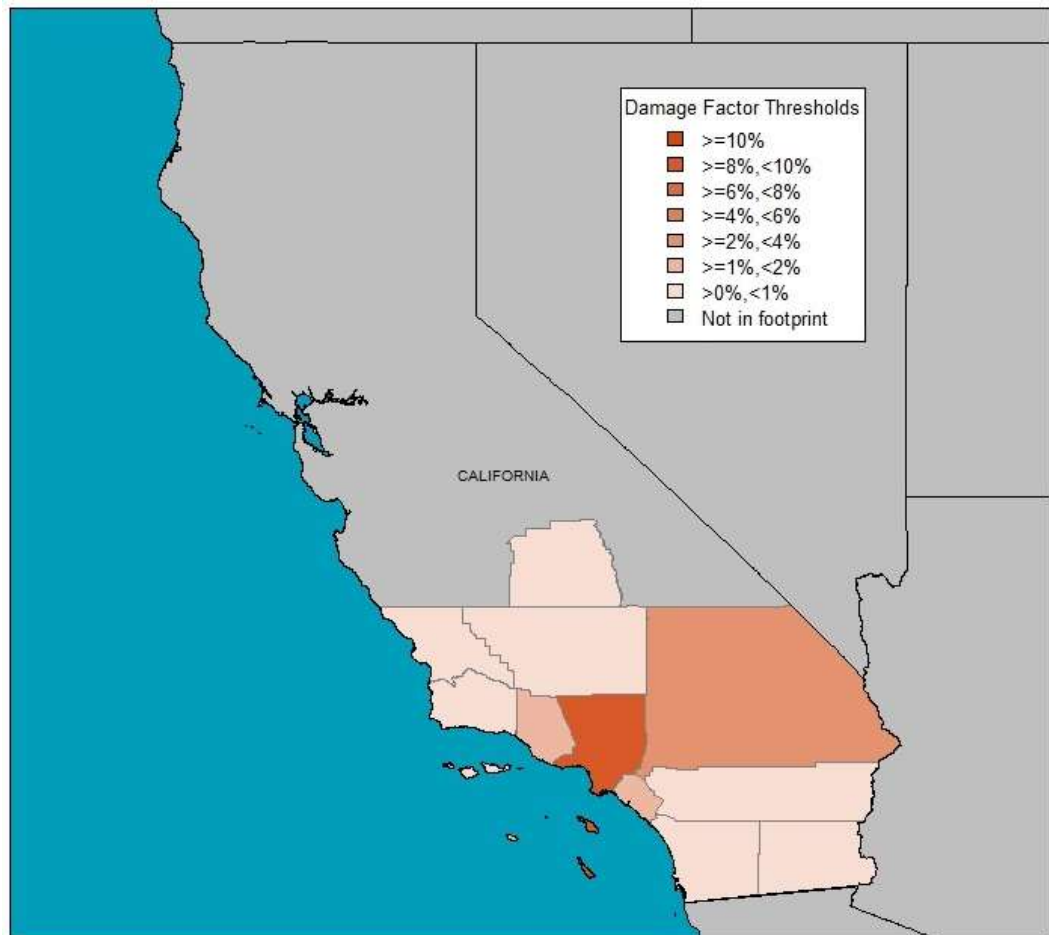 Damage Factor Thresholds
>=10%
>=8%,<10%
>=6%,<8%
>=4%,<6%
>=2%,<4%
>=1%,<2%
>0%,<1%
Not in footprint
CALIFORNIA